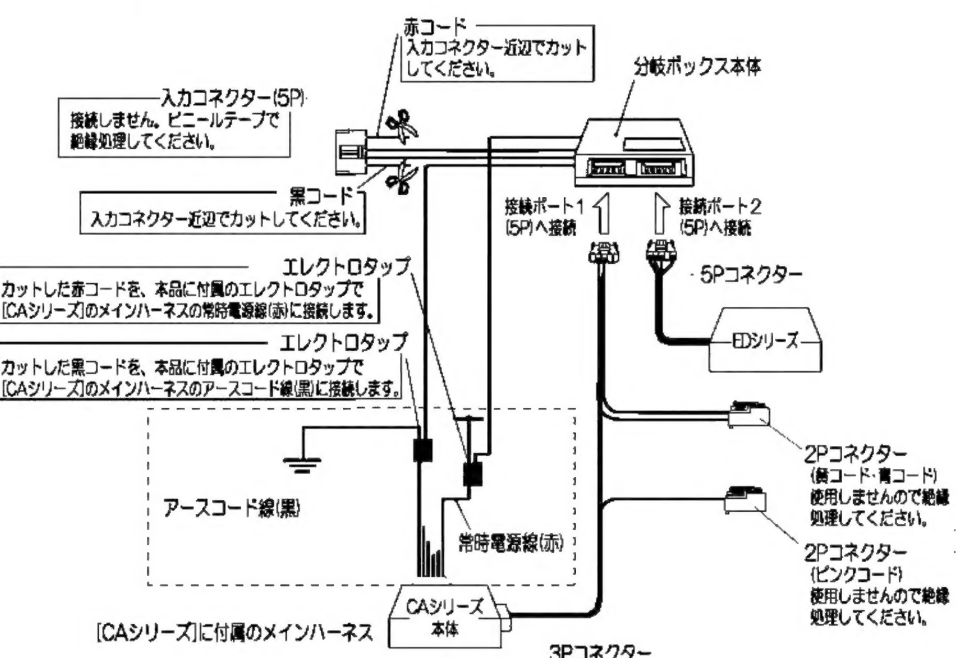 赤コード
入力コネクター近辺でカット
してください。
分岐ボックス本体
入力コネクター(5P)
接続しません。ビニールテープで
絶縁処理してください。
黒コード
入力コネクター近辺でカットしてください。
接続ポート1
(5P)へ接続
接続ポート2
(5P)へ接続
エレクトロタップ
カットした赤コードを、本品に付属のエレクトロタップで
[CAシリーズ]のメインハーネスの常時電源線(赤)に接続します。
5Pコネクター
エレクトロタップ
カットした黒コードを、本品に付属のエレクトロタップで
[CAシリーズ]のメインハーネスのアースコード線(黒)に接続します。
EDシリーズ
2Pコネクター
(黄コード・青コード)
使用しませんので絶縁
処理してください。
アースコード線(黒)
常時電源線(赤)
2Pコネクター
(ピンクコード)
使用しませんので絶縁
処理してください。
CAシリーズ
本体
[CAシリーズ]に付属のメインハーネス
3Pコネクター